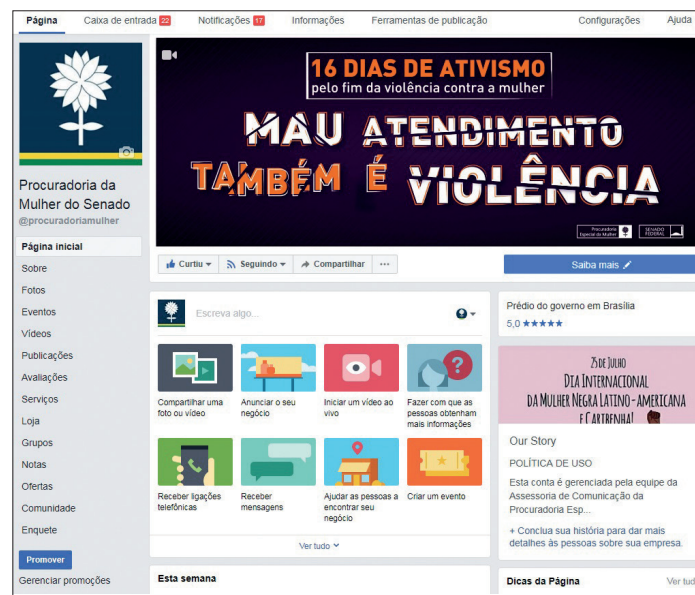 Página Caixa de entrada 22 Notificações 17 Informações Ferramentas de publicação Configurações Ajuda
16 DIAS DE ATIVISMO
pelo fim da violência contra a mulher
MAU ATENDIMENTO
TAMBÉM É VIOLÊNCIA
Procuradoria
Especial da Mulher
SENADO
FEDERAL
Procuradoria da
Mulher do Senado
@procuradoriamulher
Página inicial
Sobre
Fotos
Eventos
Vídeos
Publicações
Avaliações
Serviços
Loja
Grupos
Notas
Ofertas
Comunidade
Enquete
Promover
Gerenciar promoções
Curtiu Seguindo Compartilhar ...
Saiba mais
Escreva algo...
Compartilhar uma
foto ou vídeo
Anunciar o seu
negócio
Iniciar um vídeo ao
vivo
Fazer com que as
pessoas obtenham
mais informações
Receber ligações
telefônicas
Receber
mensagens
Ajudar as pessoas a
encontrar seu
negócio
Criar um evento
Ver tudo
Esta semana
Prédio do governo em Brasília
5,0 ★★★★★
25 DE JULHO
DIA INTERNACIONAL
DA MULHER NEGRA LATINO-AMERICANA
E CARIBENHA!
Our Story
POLÍTICA DE USO
Esta conta é gerenciada pela equipe da
Assessoria de Comunicação da
Procuradoria Esp...
+ Conclua sua história para dar mais
detalhes às pessoas sobre sua empresa.
Dicas da Página Ver tud